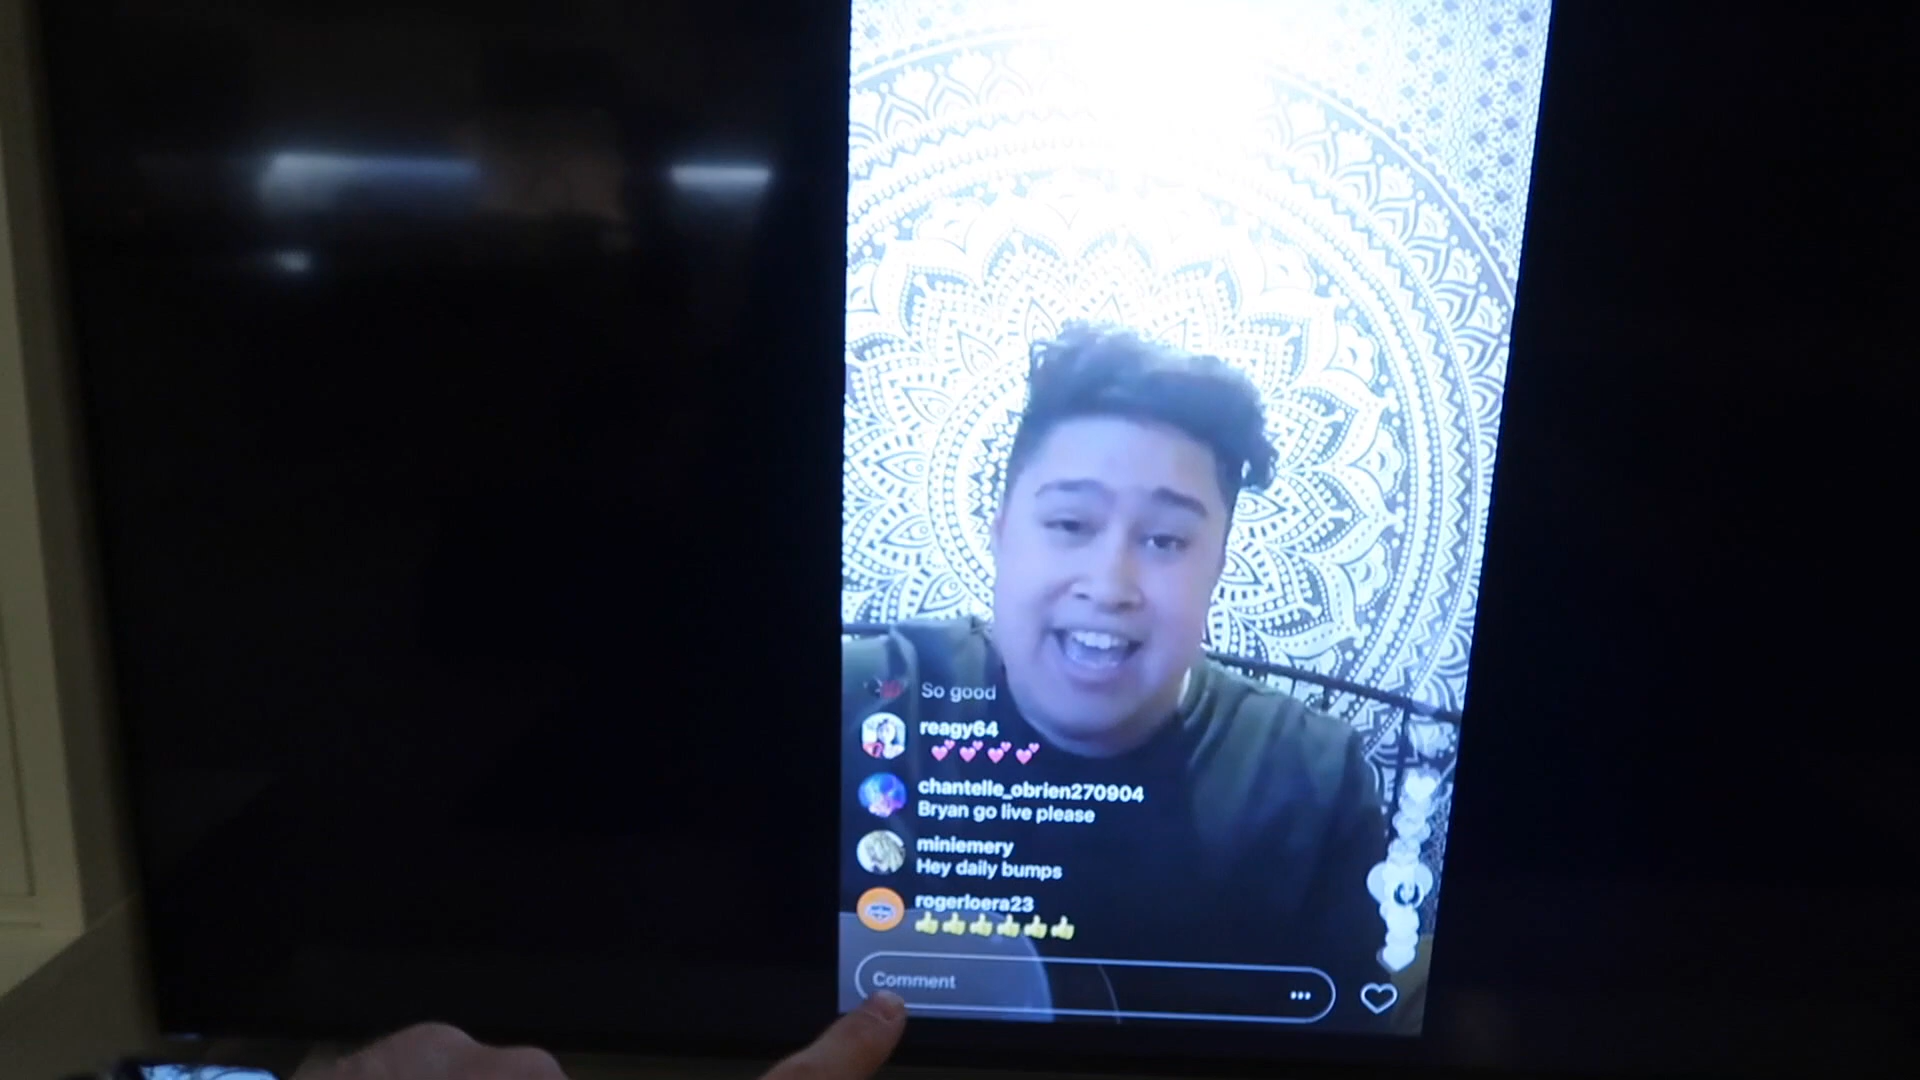 So good
reagy64
💕 💕 💕 💕
chantelle_obrien270904
Bryan go live please
miniemery
Hey daily bumps
rogerloera23
👍👍👍👍👍👍
Comment